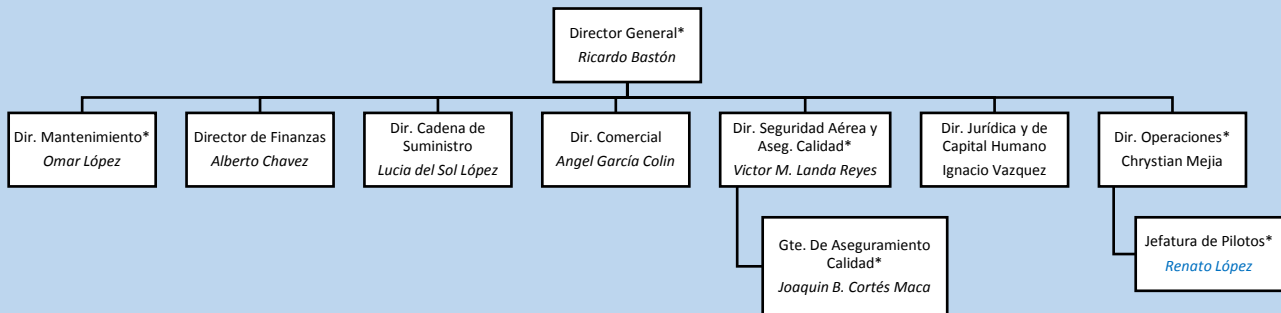 Director General*
Ricardo Bastón
Dir. Mantenimiento*
Omar López
Director de Finanzas
Alberto Chavez
Dir. Cadena de
Suministro
Lucia del Sol López
Dir. Comercial
Angel García Colin
Dir. Seguridad Aérea y
Aseg. Calidad*
Victor M. Landa Reyes
Dir. Jurídica y de
Capital Humano
Ignacio Vazquez
Dir. Operaciones*
Chrystian Mejia
Gte. De Aseguramiento
Calidad*
Joaquin B. Cortés Maca
Jefatura de Pilotos*
Renato López